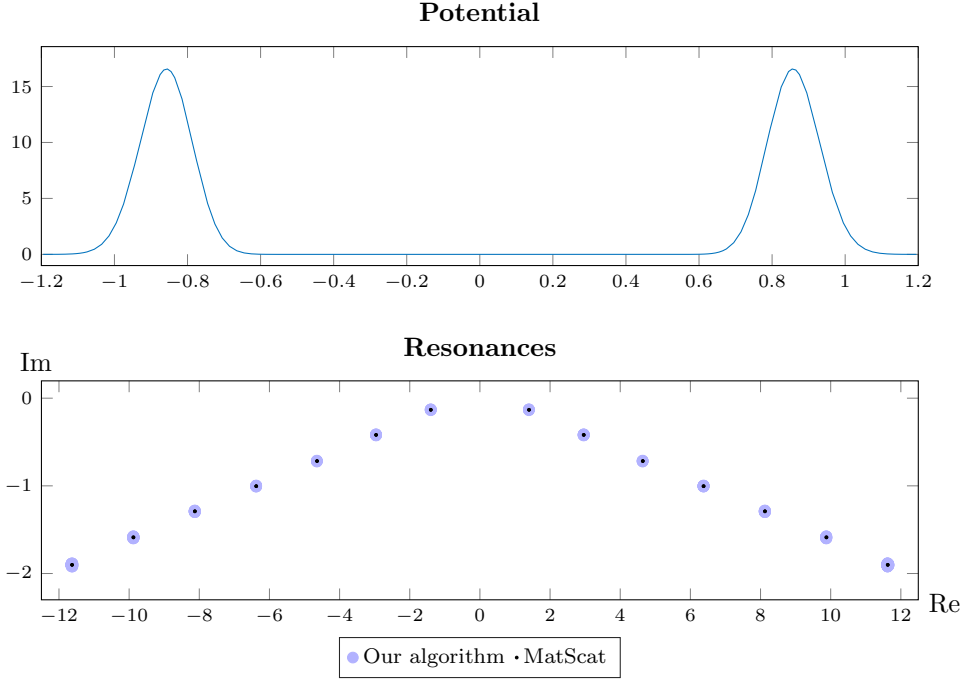 Potential
15
10
5
0
−1.2 −1 −0.8 −0.6 −0.4 −0.2 0 0.2 0.4 0.6 0.8 1 1.2
Resonances
Im
0
−1
−2
−12 −10 −8 −6 −4 −2 0 2 4 6 8 10 12
Re
Our algorithm MatScat